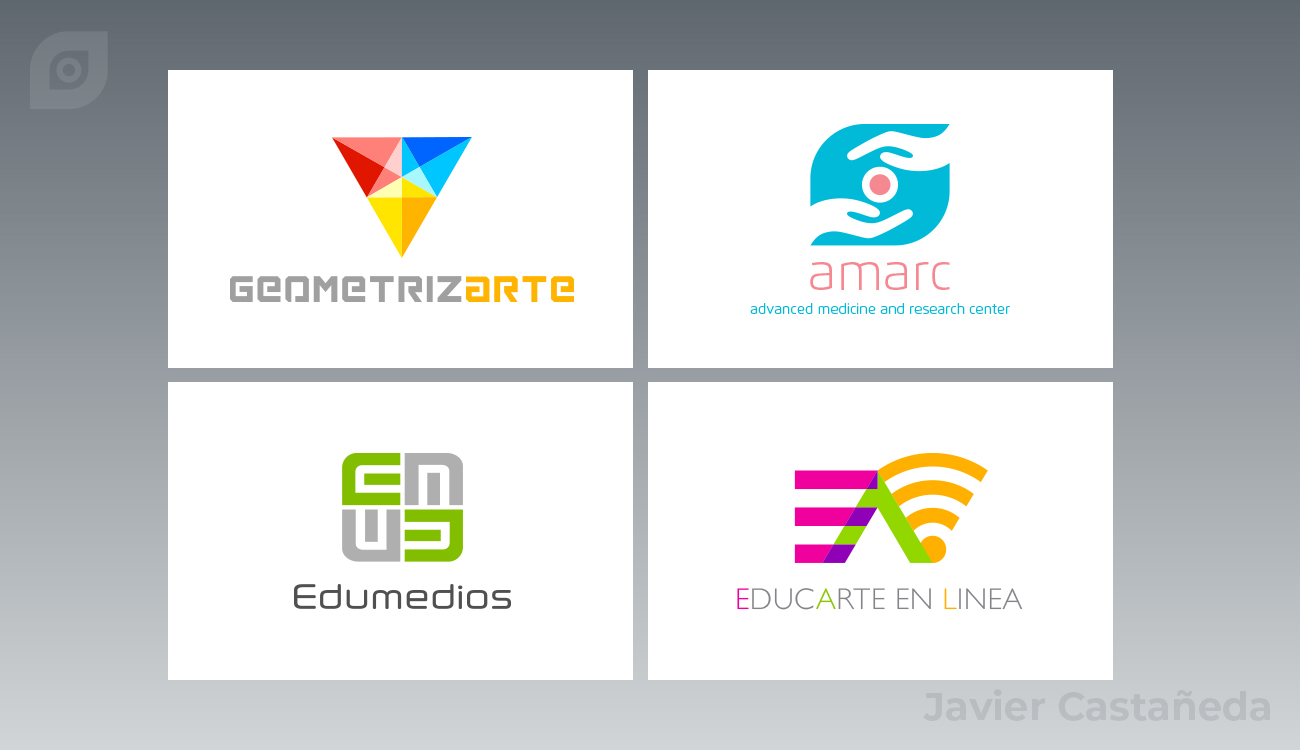 GEOMETRIZARTE
amarc
advanced medicine and research center
Edumedios
EDUCARTE EN LINEA
Javier Castañeda